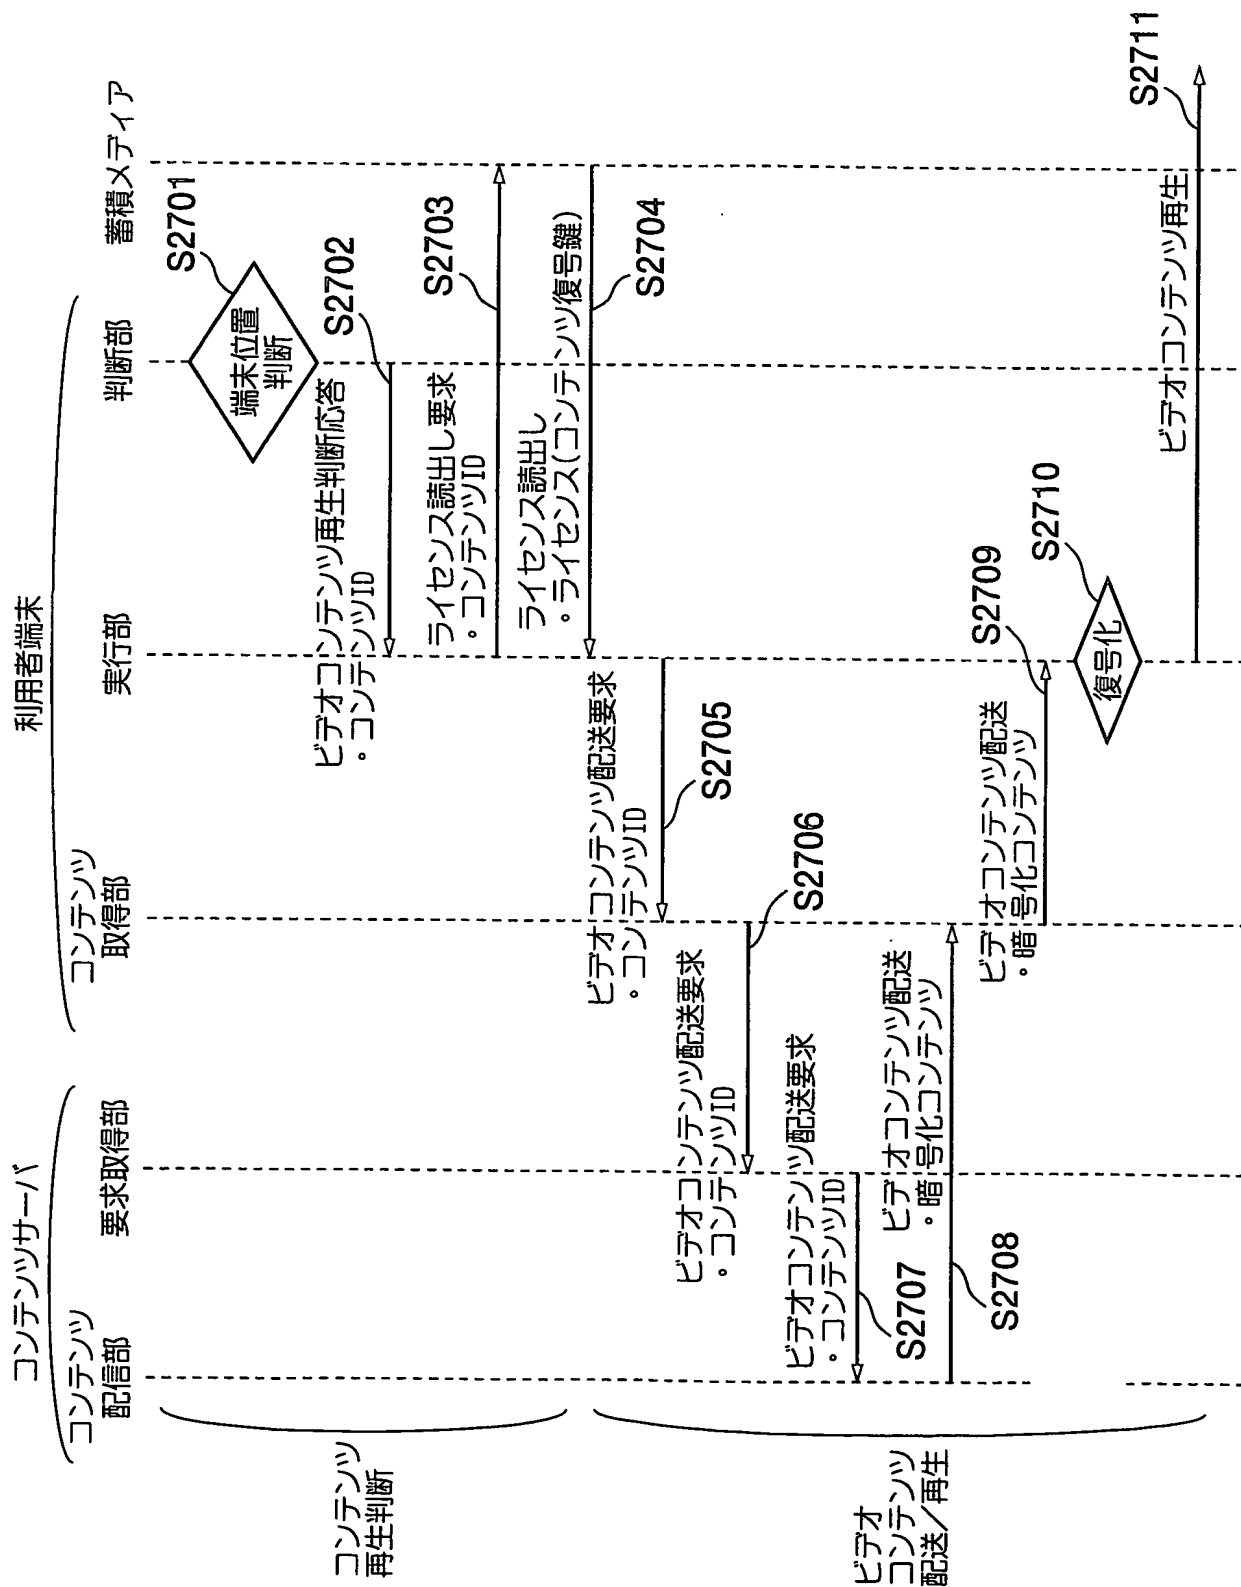 コンテンツサーバ
利用者端末
コンテンツ
配信部
要求取得部
コンテンツ
取得部
実行部
判断部
蓄積メディア
コンテンツ
再生判断
端末位置
判断
S2701
ビデオコンテンツ再生判断応答
・コンテンツID
S2702
ライセンス読出し要求
・コンテンツID
S2703
ライセンス読出し
・ライセンス(コンテンツ復号鍵)
S2704
ビデオ
コンテンツ
配送/再生
ビデオコンテンツ配送要求
・コンテンツID
S2705
ビデオコンテンツ配送要求
・コンテンツID
S2706
ビデオコンテンツ配送要求
・コンテンツID
S2707
ビデオコンテンツ配送
・暗号化コンテンツ
S2708
ビデオコンテンツ配送
・暗号化コンテンツ
S2709
復号化
S2710
ビデオコンテンツ再生
S2711